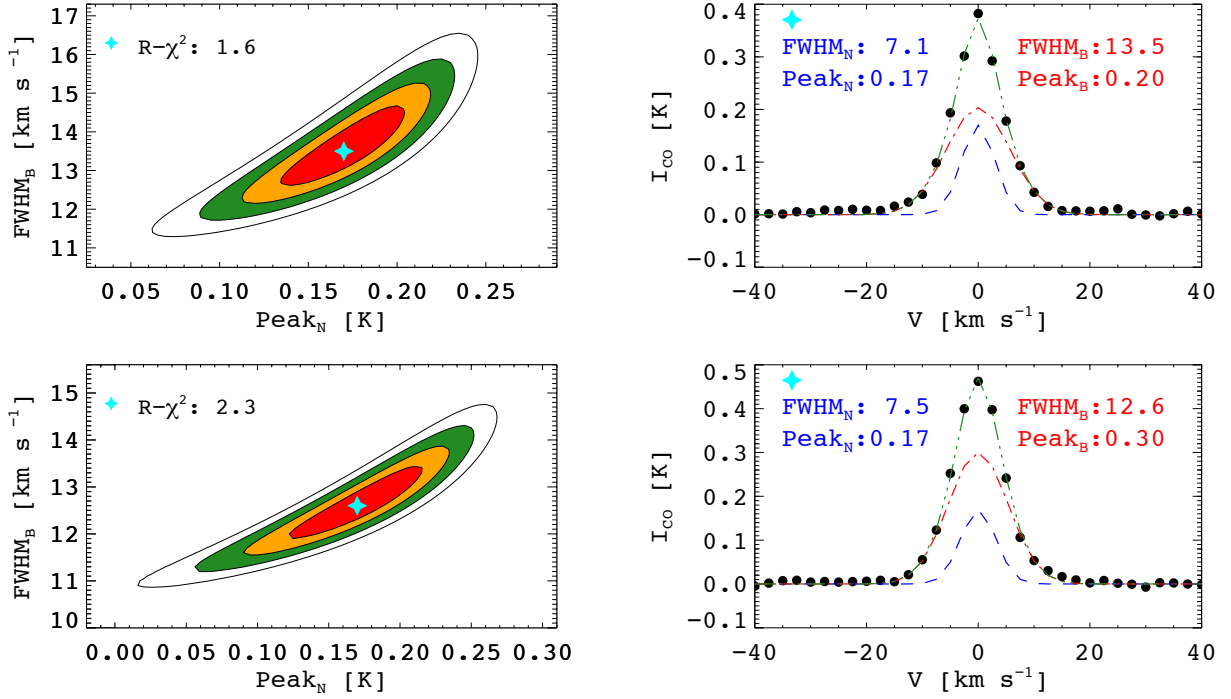 17
16
15
14
13
12
11
FWHM_B [km s⁻¹]
R−χ²: 1.6
0.05 0.10 0.15 0.20 0.25
Peak_N [K]
0.4
0.3
0.2
0.1
0.0
−0.1
I_CO [K]
FWHM_N: 7.1 FWHM_B:13.5
Peak_N:0.17 Peak_B:0.20
−40 −20 0 20 40
V [km s⁻¹]
15
14
13
12
11
10
FWHM_B [km s⁻¹]
R−χ²: 2.3
0.00 0.05 0.10 0.15 0.20 0.25 0.30
Peak_N [K]
0.5
0.4
0.3
0.2
0.1
0.0
−0.1
I_CO [K]
FWHM_N: 7.5 FWHM_B:12.6
Peak_N:0.17 Peak_B:0.30
−40 −20 0 20 40
V [km s⁻¹]